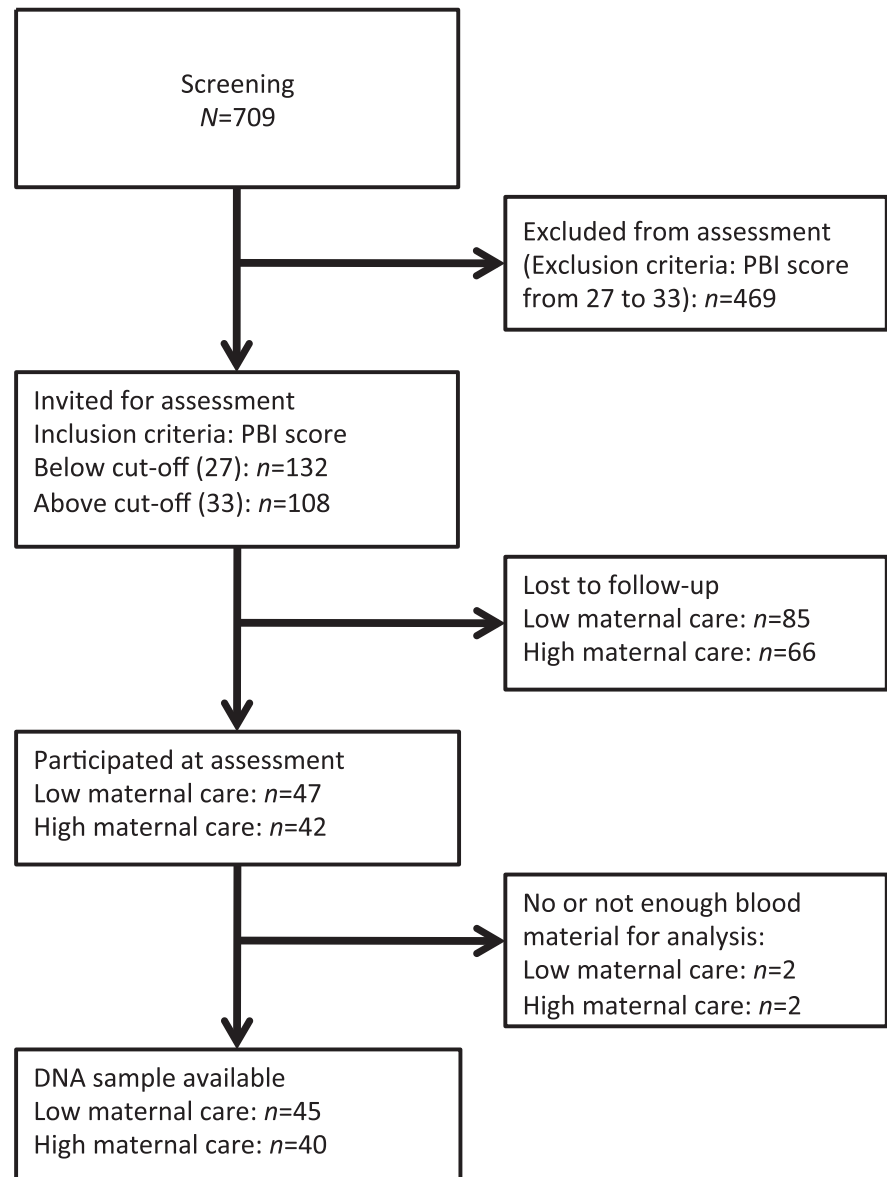 Screening
N=709
Excluded from assessment
(Exclusion criteria: PBI score
from 27 to 33): n=469
Invited for assessment
Inclusion criteria: PBI score
Below cut-off (27): n=132
Above cut-off (33): n=108
Lost to follow-up
Low maternal care: n=85
High maternal care: n=66
Participated at assessment
Low maternal care: n=47
High maternal care: n=42
No or not enough blood
material for analysis:
Low maternal care: n=2
High maternal care: n=2
DNA sample available
Low maternal care: n=45
High maternal care: n=40